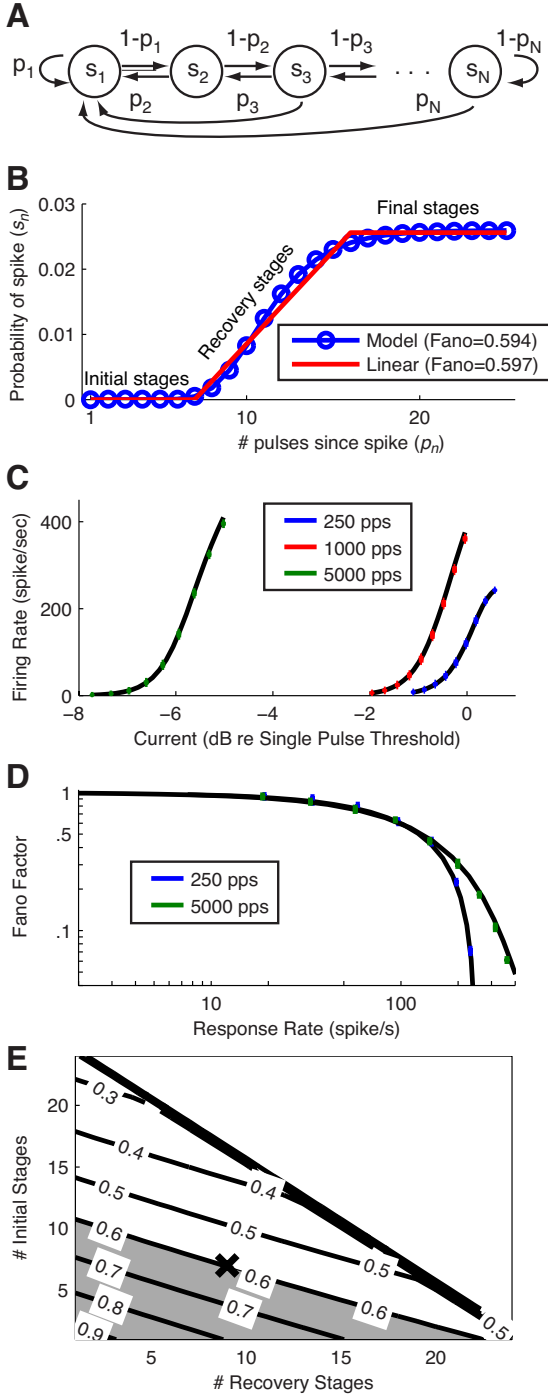 A
p1 1-p1 1-p2 1-p3 1-pN
s1 s2 s3 . . . sN
p2 p3 pN
B
Probability of spike (sn)
0.03
0.02
0.01
0
Initial stages
Recovery stages
Final stages
Model (Fano=0.594)
Linear (Fano=0.597)
1 10 20
# pulses since spike (pn)
C
Firing Rate (spike/sec)
400
200
0
250 pps
1000 pps
5000 pps
−8 −6 −4 −2 0
Current (dB re Single Pulse Threshold)
D
Fano Factor
1
.5
.1
250 pps
5000 pps
10 100
Response Rate (spike/s)
E
# Initial Stages
20
15
10
5
0.3
0.4 0.4
0.5 0.5 0.5
0.6 0.6 0.6
0.7 0.7
0.8
0.9
0.5
5 10 15 20
# Recovery Stages